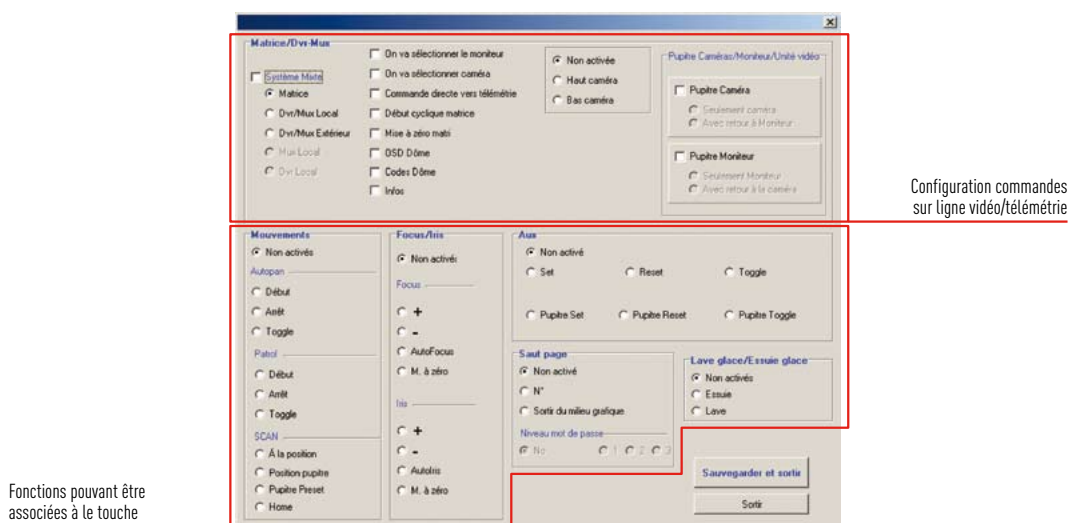 Matrice/Dvr-Mux
Système Mixte
Matrice
Dvr/Mux Local
Dvr/Mux Extérieur
Mux Local
Dvr Local
On va sélectionner le moniteur
On va sélectionner caméra
Commande directe vers télémétrie
Début cyclique matrice
Mise à zéro matri
OSD Dôme
Codes Dôme
Infos
Non activée
Haut caméra
Bas caméra
Pupitre Caméras/Moniteur/Unité vidéo
Pupitre Caméra
Seulement caméra
Avec retour à Moniteur
Pupitre Moniteur
Seulement Moniteur
Avec retour à la caméra
Configuration commandes
sur ligne vidéo/télémétrie
Mouvements
Non activés
Autopan
Début
Arrêt
Toggle
Patrol
Début
Arrêt
Toggle
SCAN
À la position
Position pupitre
Pupitre Preset
Home
Focus/Iris
Non activé
Focus
+
-
AutoFocus
M. à zéro
Iris
+
-
AutoIris
M. à zéro
Aux
Non activé
Set Reset Toggle
Pupitre Set Pupitre Reset Pupitre Toggle
Saut page
Non activé
N°
Sortir du milieu grafique
Niveau mot de passe
No 1 2 3
Lave glace/Essuie glace
Non activés
Essuie
Lave
Sauvegarder et sortir
Sortir
Fonctions pouvant être
associées à le touche